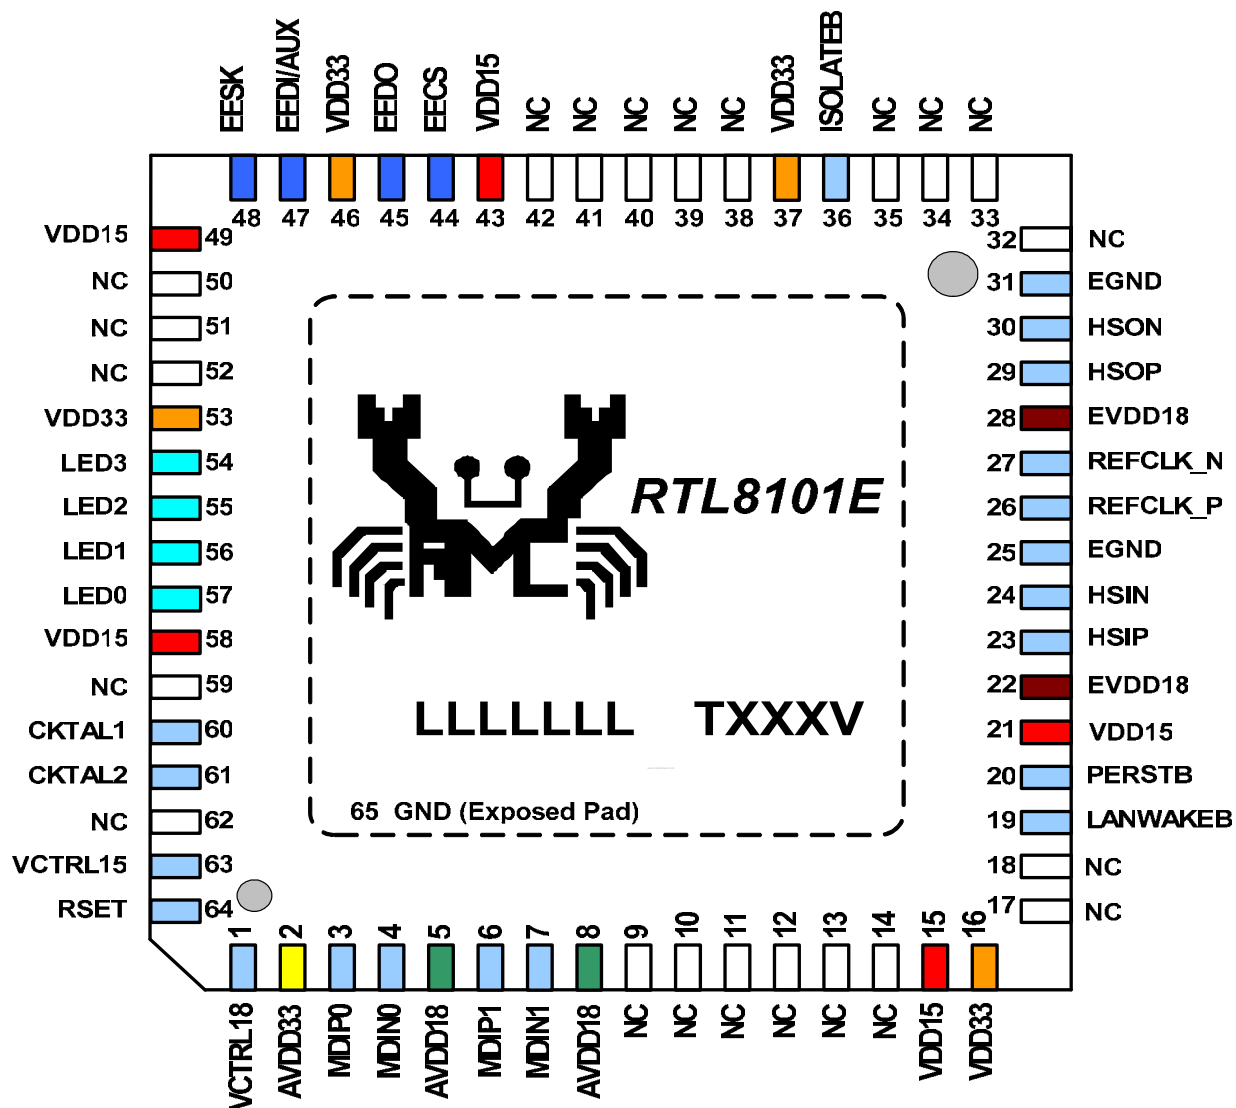 EESK EEDI/AUX VDD33 EEDO EECS VDD15 NC NC NC NC NC VDD33 ISOLATEB NC NC NC
48 47 46 45 44 43 42 41 40 39 38 37 36 35 34 33
VDD15 49
NC 50
NC 51
NC 52
VDD33 53
LED3 54
LED2 55
LED1 56
LED0 57
VDD15 58
NC 59
CKTAL1 60
CKTAL2 61
NC 62
VCTRL15 63
RSET 64
32 NC
31 EGND
30 HSON
29 HSOP
28 EVDD18
27 REFCLK_N
26 REFCLK_P
25 EGND
24 HSIN
23 HSIP
22 EVDD18
21 VDD15
20 PERSTB
19 LANWAKEB
18 NC
17 NC
RTL8101E
LLLLLLL TXXXV
65 GND (Exposed Pad)
1 2 3 4 5 6 7 8 9 10 11 12 13 14 15 16
VCTRL18 AVDD33 MDIP0 MDIN0 AVDD18 MDIP1 MDIN1 AVDD18 NC NC NC NC NC NC VDD15 VDD33